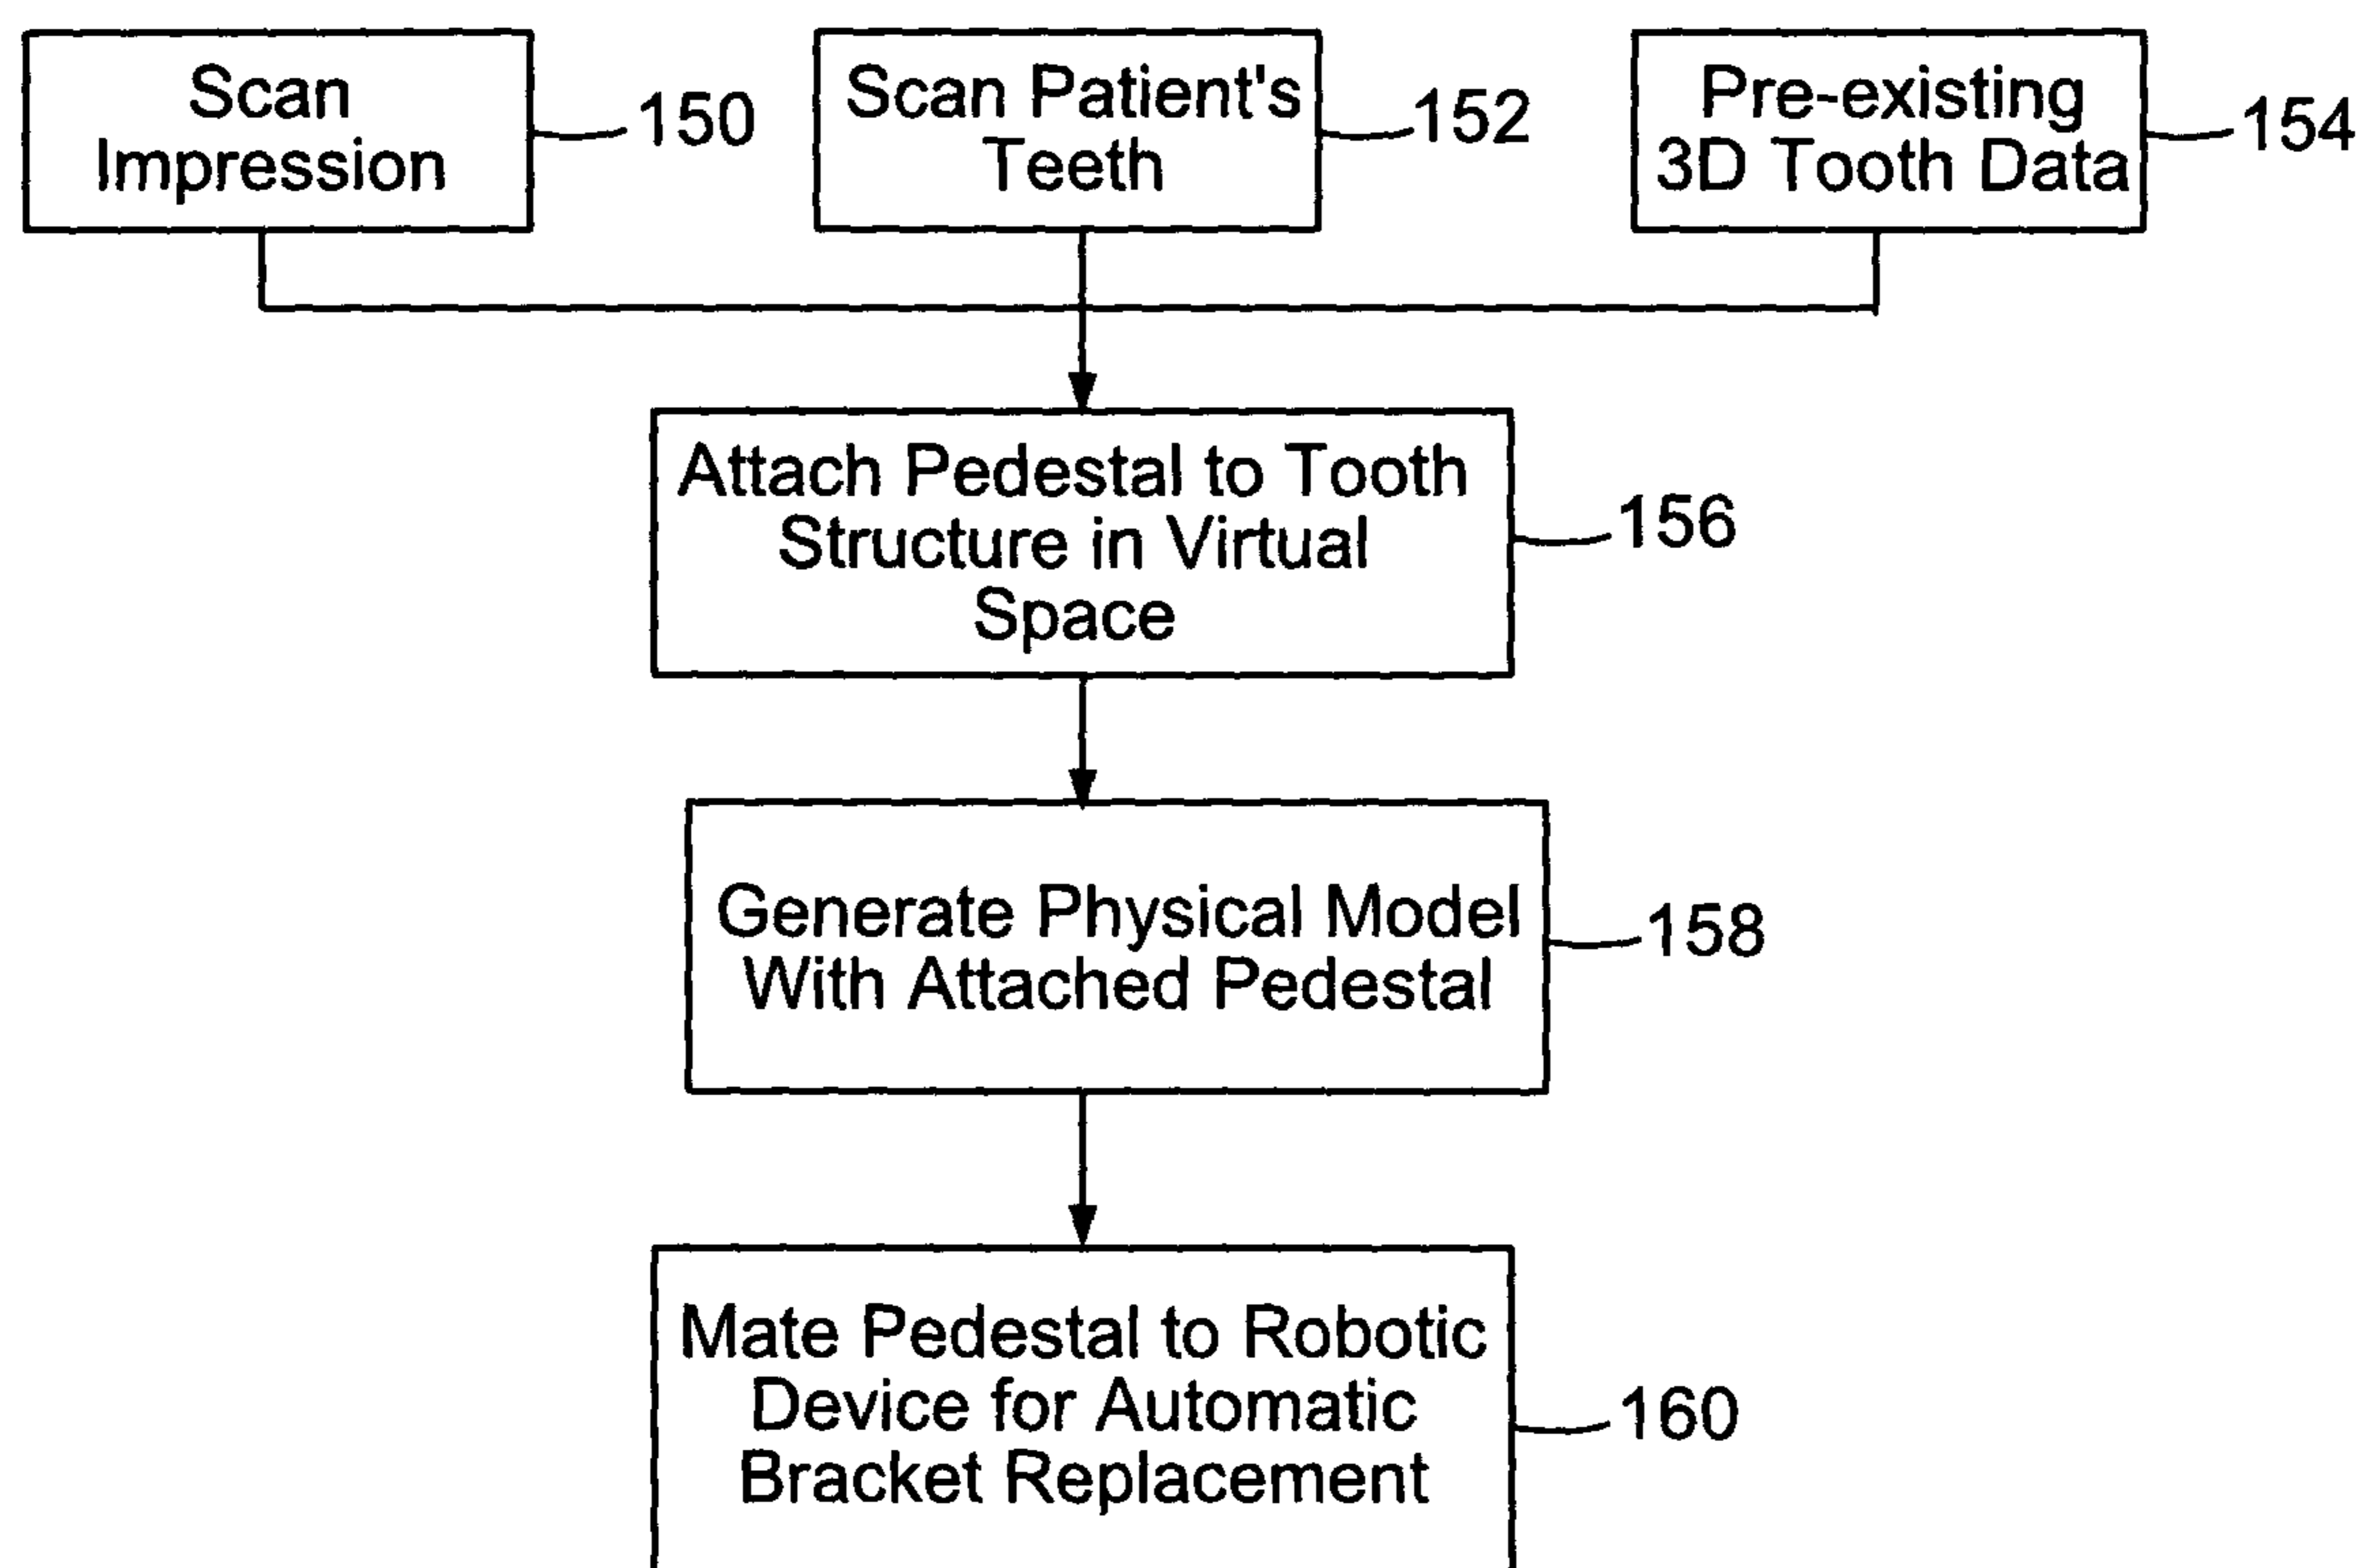 Scan
Impression
150
Scan Patient's
Teeth
152
Pre-existing
3D Tooth Data
154
Attach Pedestal to Tooth
Structure in Virtual
Space
156
Generate Physical Model
With Attached Pedestal
158
Mate Pedestal to Robotic
Device for Automatic
Bracket Replacement
160